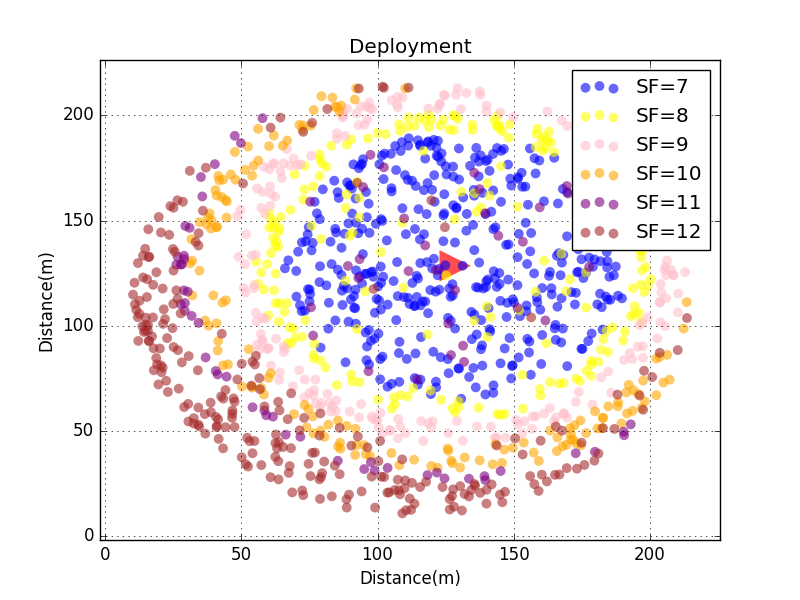 Deployment
SF=7
SF=8
SF=9
SF=10
SF=11
SF=12
200
150
100
50
0
Distance(m)
0 50 100 150 200
Distance(m)